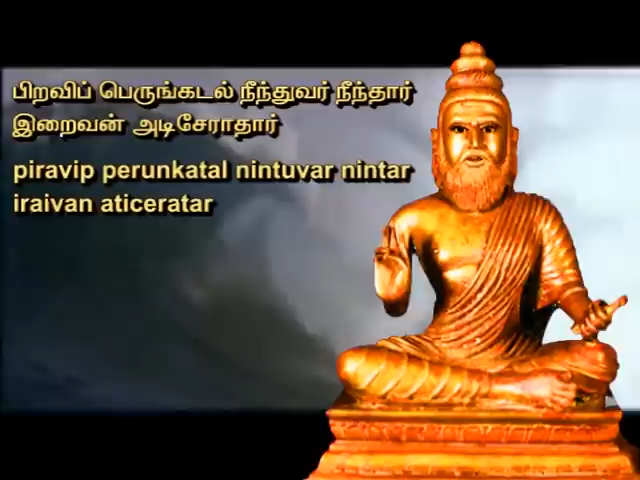 பிறவிப் பெருங்கடல் நீந்துவர் நீந்தார்
இறைவன் அடிசேராதார்
piravip perunkatal nintuvar nintar
iraivan aticeratar